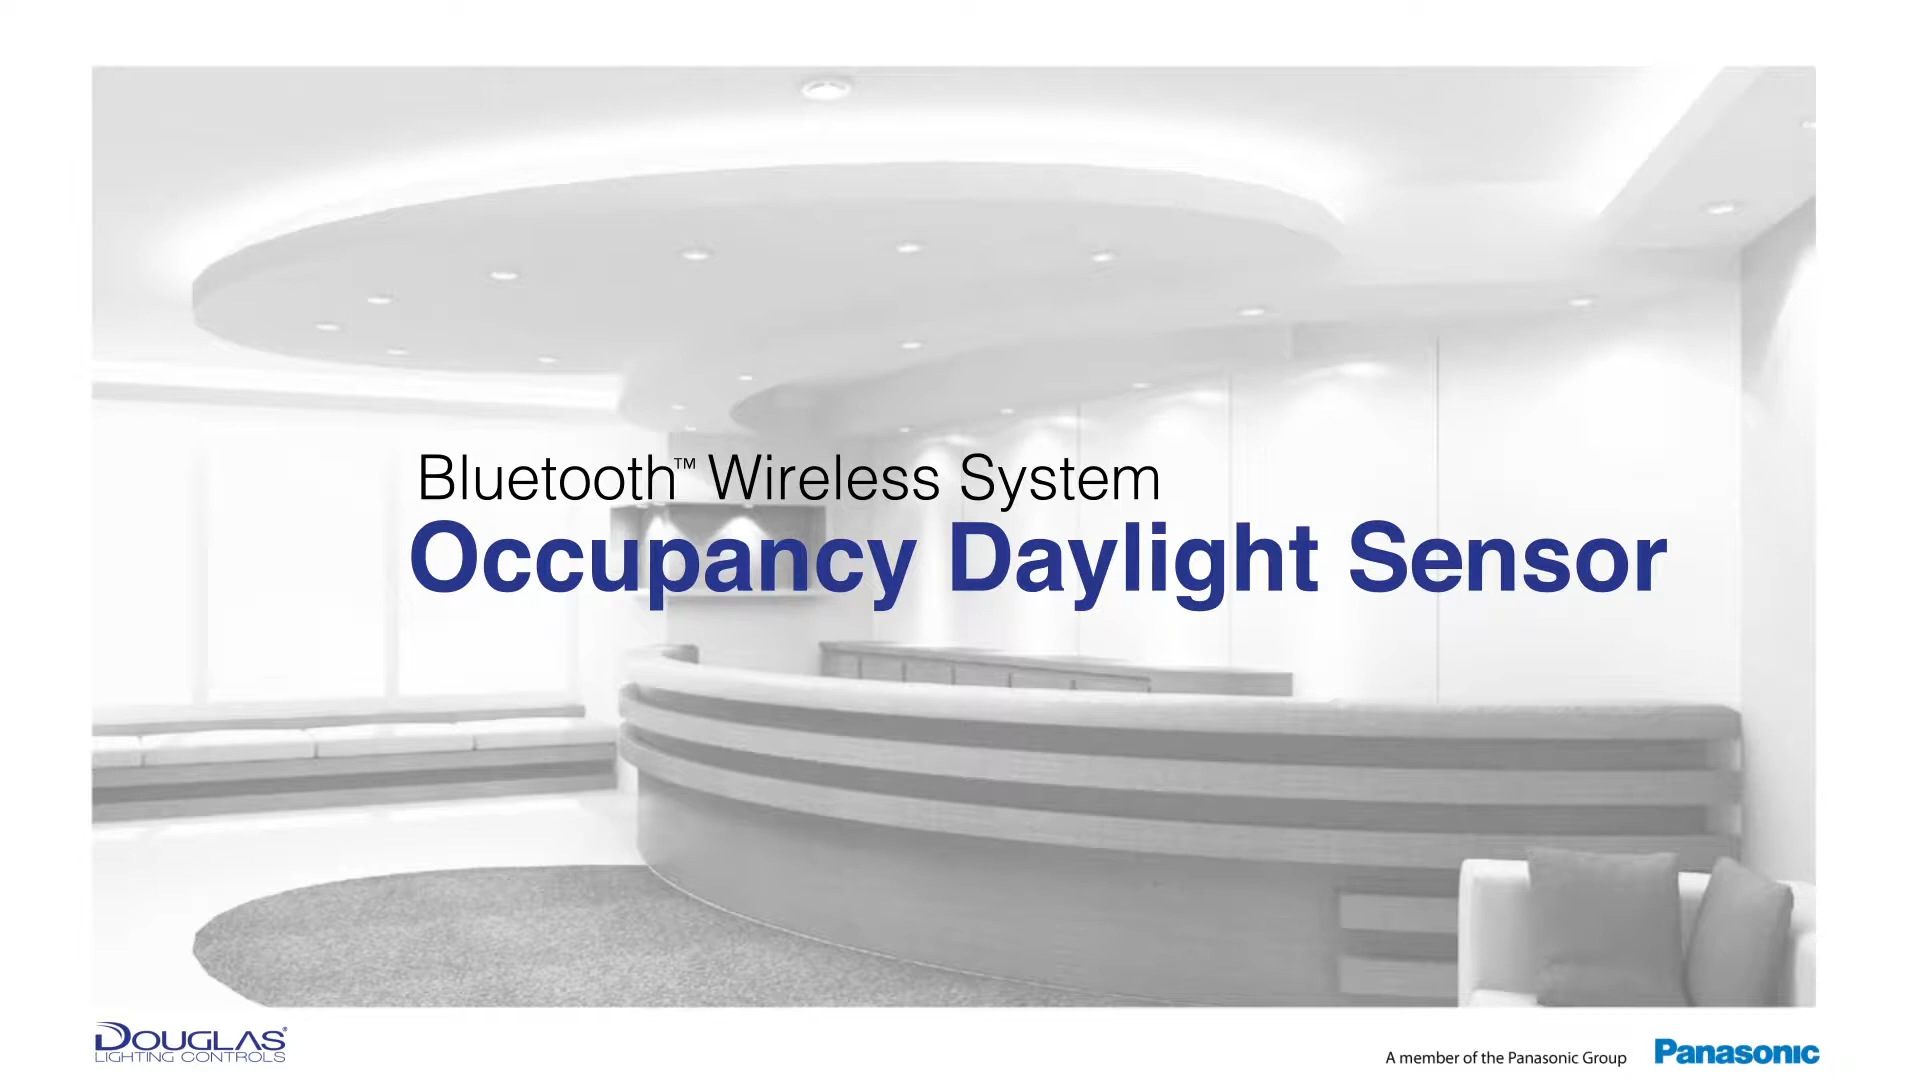 Bluetooth™ Wireless System
Occupancy Daylight Sensor
DOUGLAS®
LIGHTING CONTROLS
A member of the Panasonic Group
Panasonic